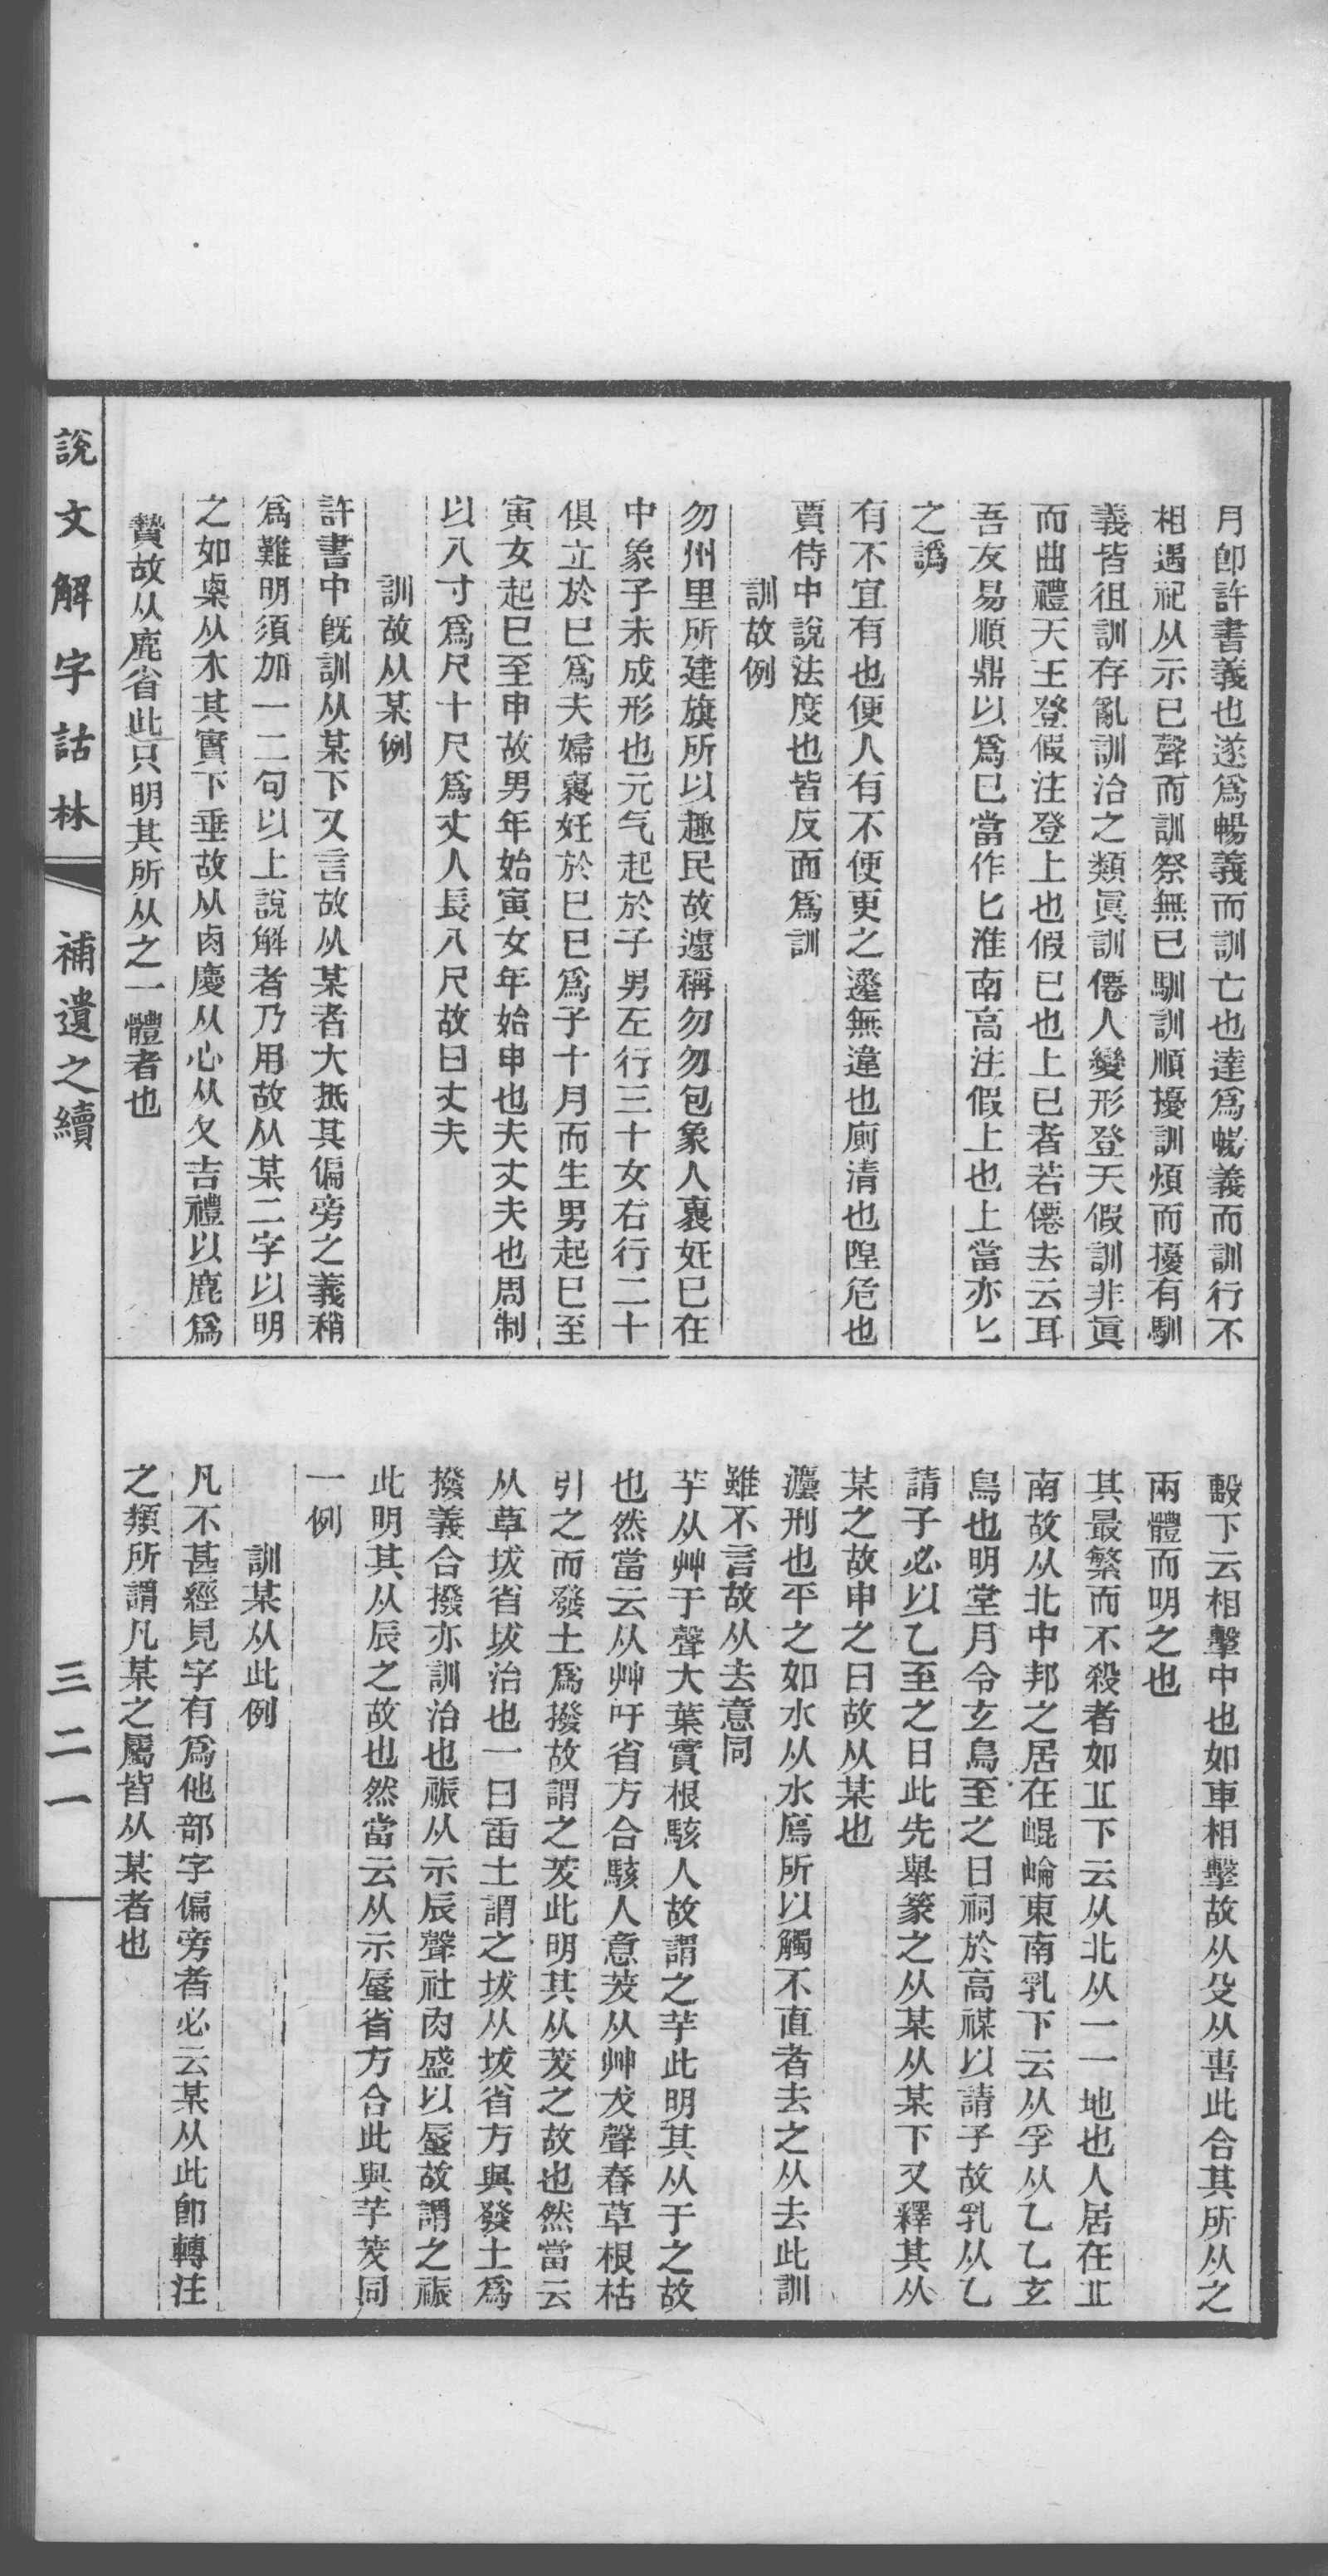 月卽許書義也遂爲暢義而訓亡也達爲暢義而訓行不
相遇祀从示巳聲而訓祭無已馴訓順擾訓煩而擾有馴
義皆徂訓存亂訓治之類眞訓僊人變形登天假訓非眞
而曲禮天王登假注登上也假已也上已者若僊去云耳
吾友易順鼎以爲巳當作匕淮南高注假上也上當亦匕
之譌
有不宜有也便人有不便更之邌無違也廁清也隉危也
賈侍中說法度也皆反面爲訓
訓故例
勿州里所建旗所以趣民故遽稱勿勿包象人裹妊巳在
中象子未成形也元气起於子男左行三十女右行二十
俱立於巳爲夫婦裹妊於巳巳爲子十月而生男起巳至
寅女起巳至申故男年始寅女年始申也夫丈夫也周制
以八寸爲尺十尺爲丈人長八尺故曰丈夫
訓故从某例
許書中旣訓从某下又言故从某者大抵其偏旁之義稍
爲難明須加一二句以上說解者乃用故从某二字以明
之如㮚从木其實下垂故从𠧪慶从心从夊吉禮以鹿爲
贄故从鹿省此只明其所从之一體者也
毄下云相擊中也如車相擊故从殳从軎此合其所从之
兩體而明之也
其最繁而不殺者如丠下云从北从一一地也人居在丠
南故从北中邦之居在崐崘東南乳下云从孚从乙乙玄
鳥也明堂月令玄鳥至之日祠於高禖以請子故乳从乙
請子必以乙至之日此先舉篆之从某从某下又釋其从
某之故申之曰故从某也
灋刑也平之如水从水廌所以觸不直者去之从去此訓
雖不言故从去意同
芋从艸于聲大葉實根駭人故謂之芋此明其从于之故
也然當云从艸吁省方合駭人意茇从艸犮聲春草根枯
引之而發土爲撥故謂之茇此明其从茇之故也然當云
从草坺省坺治也一曰臿土謂之坺从坺省方與發土爲
撥義合撥亦訓治也祳从示辰聲社肉盛以蜃故謂之祳
此明其从辰之故也然當云从示蜃省方合此與芋茇同
一例
訓某从此例
凡不甚經見字有爲他部字偏旁者必云某从此卽轉注
之類所謂凡某之屬皆从某者也
說文解字詁林
補遺之續
三二一